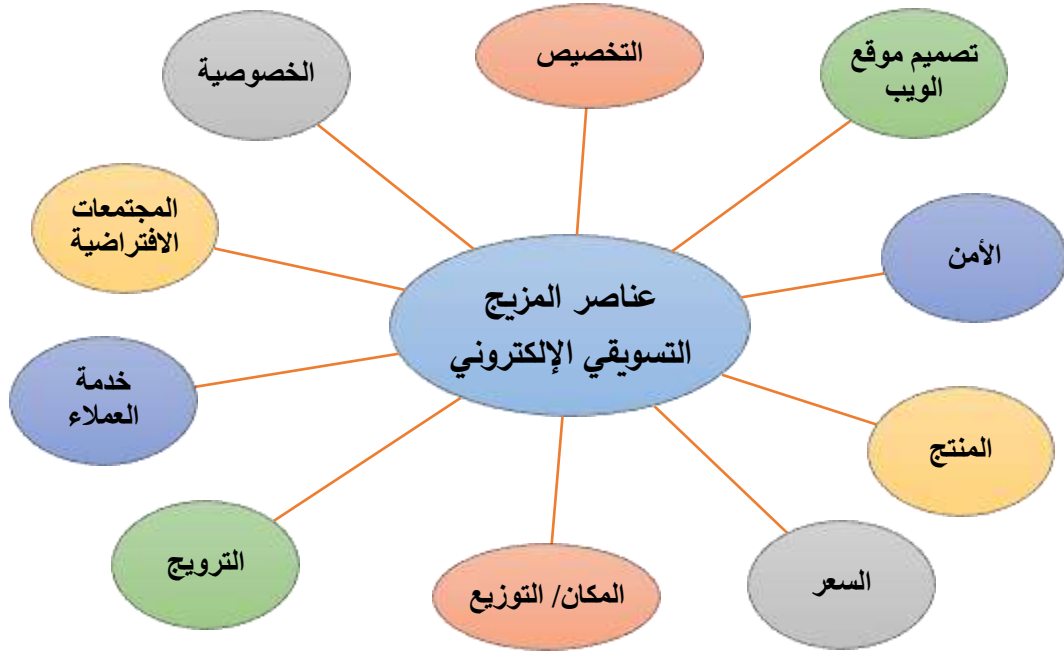 تصميم موقع
الويب
التخصيص
الخصوصية
الأمن
المجتمعات
الافتراضية
عناصر المزيج
التسويقي الإلكتروني
خدمة
العملاء
المنتج
الترويج
المكان/ التوزيع
السعر